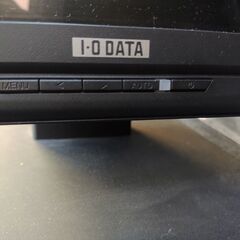 I-O DATA
MENU < > AUTO